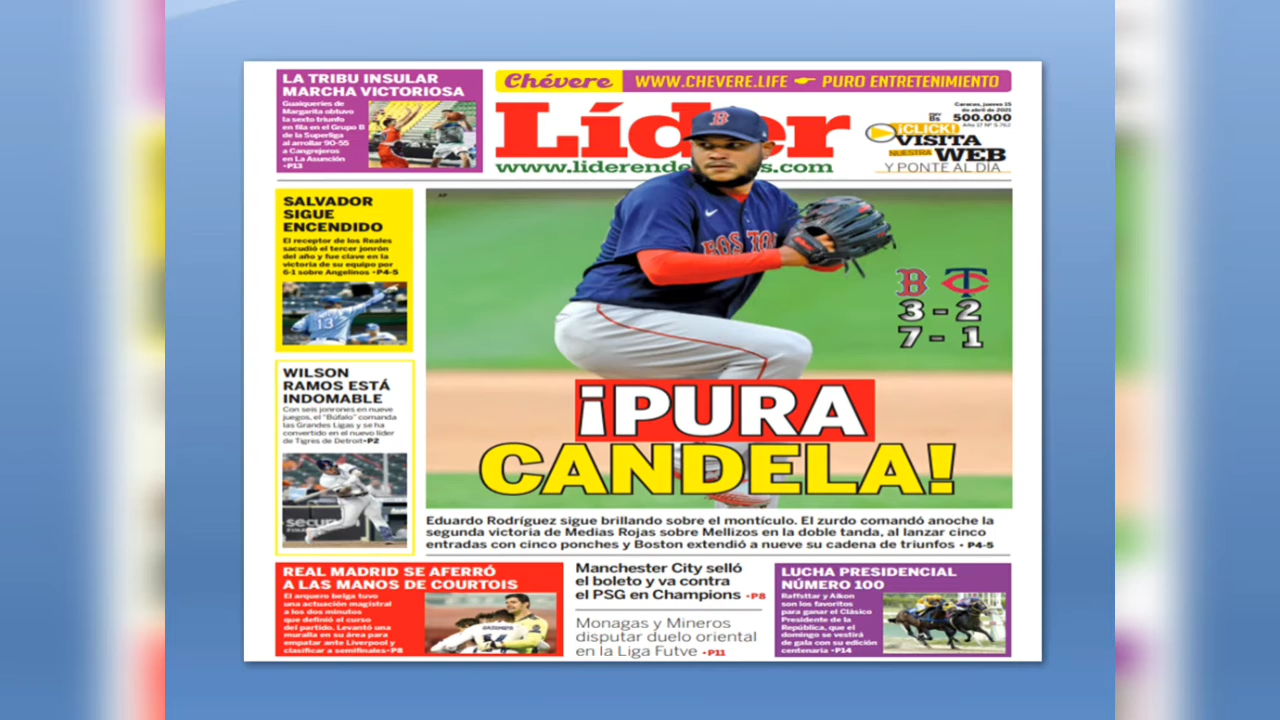 LA TRIBU INSULAR
MARCHA VICTORIOSA
Guaiqueríes de
Margarita obtuvo
la sexto triunfo
en fila en el Grupo B
de la Superliga
al arrollar 90-55
a Cangrejeros
en La Asunción
•P13
Chévere
WWW.CHEVERE.LIFE
PURO ENTRETENIMIENTO
Líder
www.liderende
s.com
Caracas, jueves 15
de abril de 2021
Bs 500.000
Año 17 Nº 5.762
¡CLICK!
VISITA
NUESTRA WEB
Y PONTE AL DÍA
SALVADOR
SIGUE
ENCENDIDO
El receptor de los Reales
sacudió el tercer jonrón
del año y fue clave en la
victoria de su equipo por
6-1 sobre Angelinos •P4-5
13
WILSON
RAMOS ESTÁ
INDOMABLE
Con seis jonrones en nueve
juegos, el "Búfalo" comanda
las Grandes Ligas y se ha
convertido en el nuevo líder
de Tigres de Detroit•P2
AP
B
BOSTO
B TC
3 - 2
7 - 1
¡PURA
CANDELA!
Eduardo Rodríguez sigue brillando sobre el montículo. El zurdo comandó anoche la
segunda victoria de Medias Rojas sobre Mellizos en la doble tanda, al lanzar cinco
entradas con cinco ponches y Boston extendió a nueve su cadena de triunfos • P4-5
REAL MADRID SE AFERRÓ
A LAS MANOS DE COURTOIS
El arquero belga tuvo
una actuación magistral
a los dos minutos
que definió el curso
del partido. Levantó una
muralla en su área para
empatar ante Liverpool y
clasificar a semifinales•P8
Manchester City selló
el boleto y va contra
el PSG en Champions •P8
Monagas y Mineros
disputar duelo oriental
en la Liga Futve •P11
LUCHA PRESIDENCIAL
NÚMERO 100
Raffsttar y Aikon
son los favoritos
para ganar el Clásico
Presidente de la
República, que el
domingo se vestirá
de gala con su edición
centenaria •P14